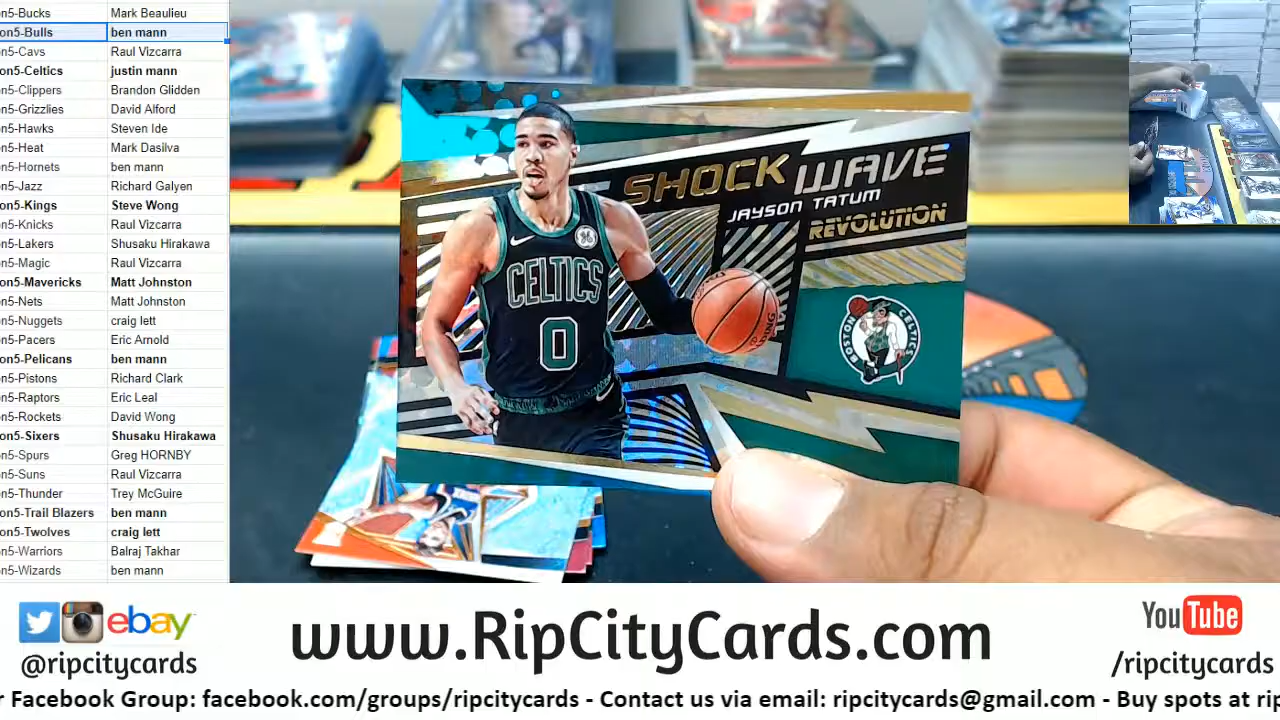 on5-Bucks Mark Beaulieu
on5-Bulls ben mann
on5-Cavs Raul Vizcarra
on5-Celtics justin mann
on5-Clippers Brandon Glidden
on5-Grizzlies David Alford
on5-Hawks Steven Ide
on5-Heat Mark Dasilva
on5-Hornets ben mann
on5-Jazz Richard Galyen
on5-Kings Steve Wong
on5-Knicks Raul Vizcarra
on5-Lakers Shusaku Hirakawa
on5-Magic Raul Vizcarra
on5-Mavericks Matt Johnston
on5-Nets Matt Johnston
on5-Nuggets craig lett
on5-Pacers Eric Arnold
on5-Pelicans ben mann
on5-Pistons Richard Clark
on5-Raptors Eric Leal
on5-Rockets David Wong
on5-Sixers Shusaku Hirakawa
on5-Spurs Greg HORNBY
on5-Suns Raul Vizcarra
on5-Thunder Trey McGuire
on5-Trail Blazers ben mann
on5-Twolves craig lett
on5-Warriors Balraj Takhar
on5-Wizards ben mann
SHOCK WAVE
JAYSON TATUM
REVOLUTION
CELTICS
0
BOSTON CELTICS
ebay
@ripcitycards
www.RipCityCards.com
YouTube
/ripcitycards
r Facebook Group: facebook.com/groups/ripcitycards - Contact us via email: ripcitycards@gmail.com - Buy spots at rip